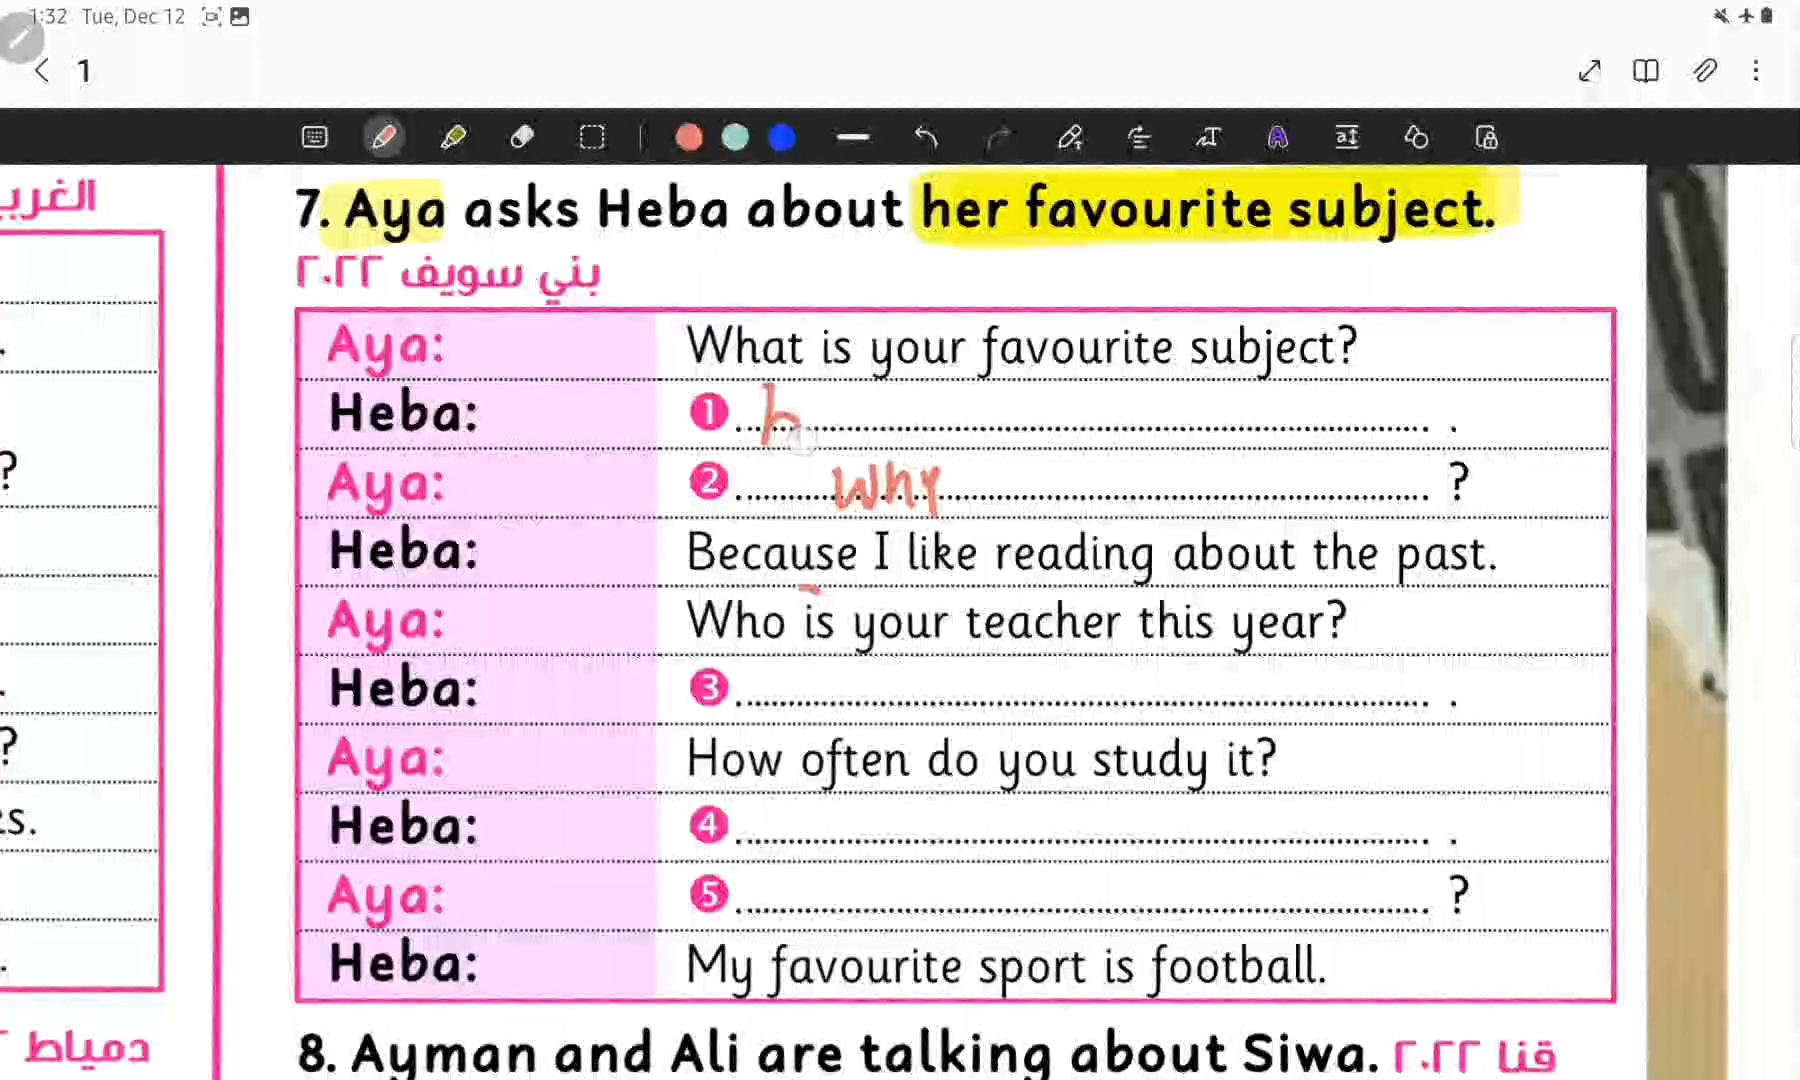 1:32 Tue, Dec 12
1
الغربي
7. Aya asks Heba about her favourite subject.
بني سويف ٢٠٢٢
Aya: What is your favourite subject?
Heba: 1 h .
Aya: 2 why ?
Heba: Because I like reading about the past.
Aya: Who is your teacher this year?
Heba: 3 .
Aya: How often do you study it?
Heba: 4 .
Aya: 5 ?
Heba: My favourite sport is football.
دمياط
8. Ayman and Ali are talking about Siwa. قنا ٢٠٢٢